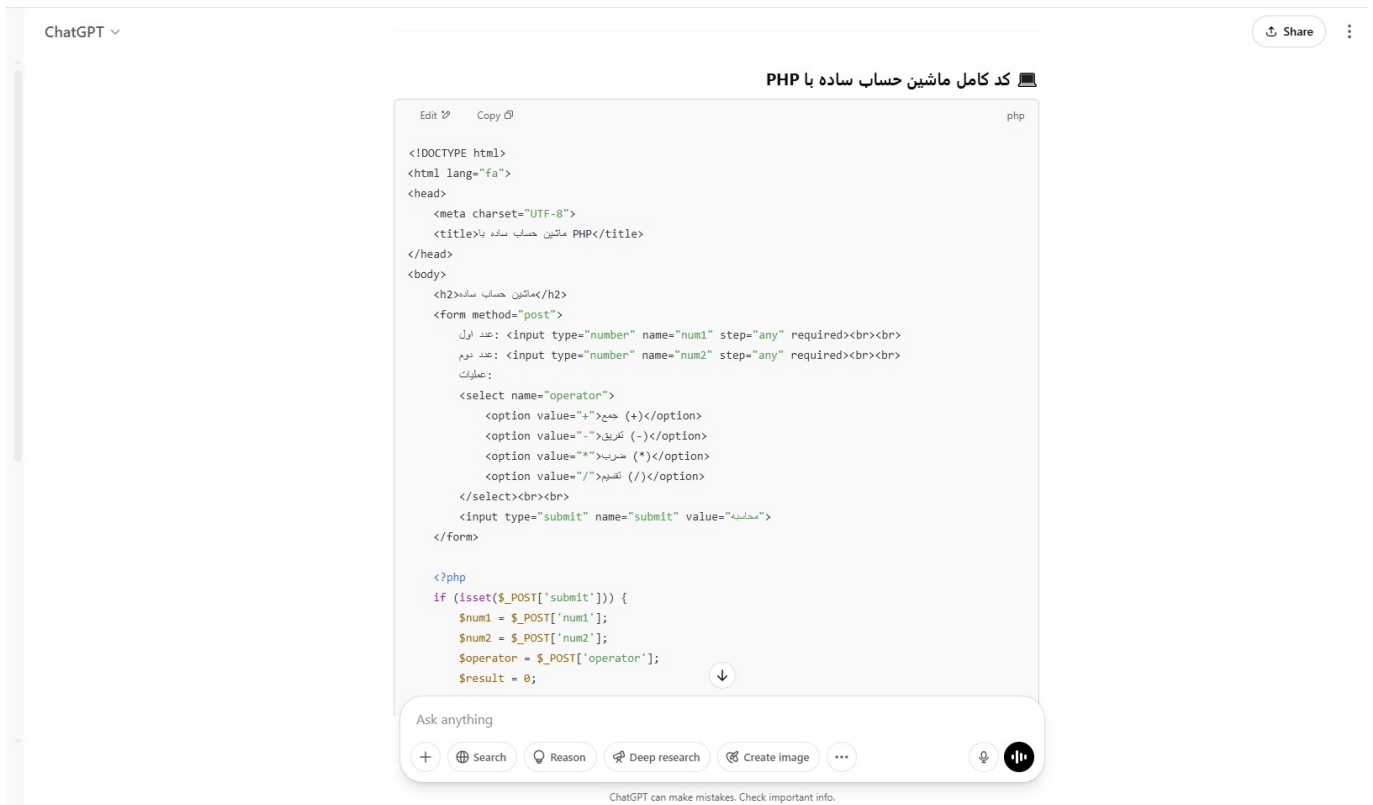 ChatGPT
Share
💻 کد کامل ماشین حساب ساده با PHP
Edit Copy php
<!DOCTYPE html>
<html lang="fa">
<head>
<meta charset="UTF-8">
<title>ماشین حساب ساده با PHP</title>
</head>
<body>
<h2>ماشین حساب ساده</h2>
<form method="post">
عدد اول: <input type="number" name="num1" step="any" required><br><br>
عدد دوم: <input type="number" name="num2" step="any" required><br><br>
عملیات:
<select name="operator">
<option value="+">جمع (+)</option>
<option value="-">تفریق (-)</option>
<option value="*">ضرب (*)</option>
<option value="/">تقسیم (/)</option>
</select><br><br>
<input type="submit" name="submit" value="محاسبه">
</form>
<?php
if (isset($_POST['submit'])) {
$num1 = $_POST['num1'];
$num2 = $_POST['num2'];
$operator = $_POST['operator'];
$result = 0;
Ask anything
Search Reason Deep research Create image
ChatGPT can make mistakes. Check important info.